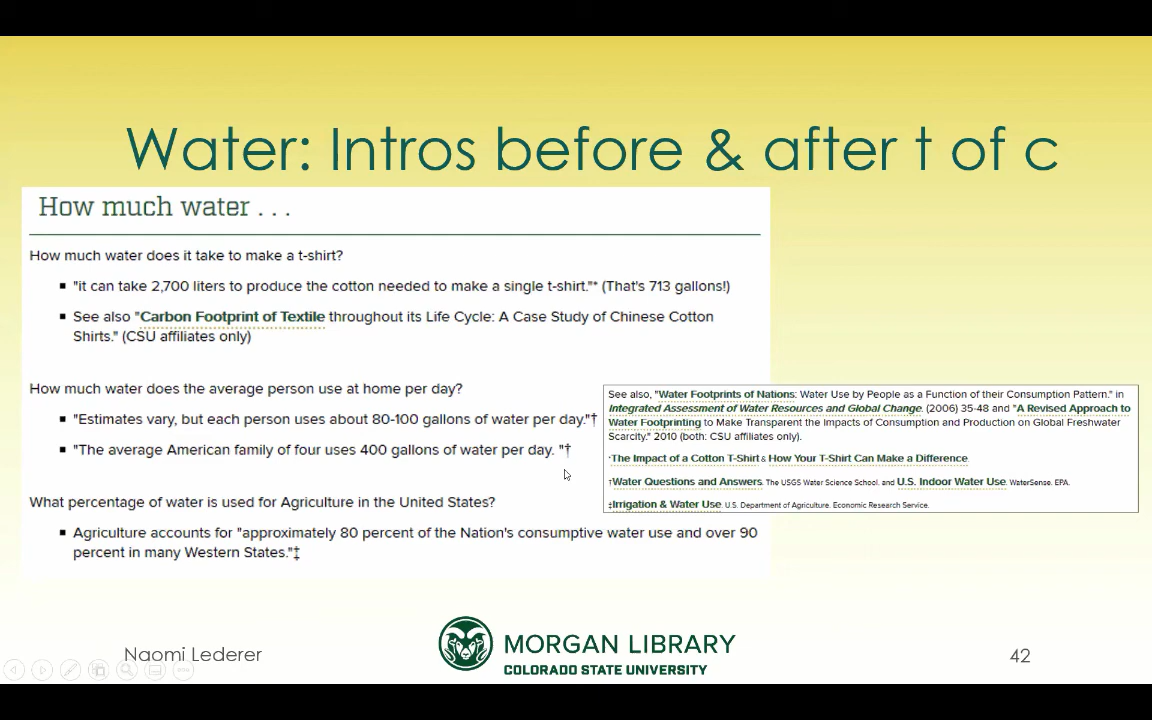 Water: Intros before & after t of c
How much water . . .
How much water does it take to make a t-shirt?
▪ "it can take 2,700 liters to produce the cotton needed to make a single t-shirt."* (That's 713 gallons!)
▪ See also "Carbon Footprint of Textile throughout its Life Cycle: A Case Study of Chinese Cotton
Shirts." (CSU affiliates only)
How much water does the average person use at home per day?
▪ "Estimates vary, but each person uses about 80-100 gallons of water per day."†
▪ "The average American family of four uses 400 gallons of water per day. "†
What percentage of water is used for Agriculture in the United States?
▪ Agriculture accounts for "approximately 80 percent of the Nation's consumptive water use and over 90
percent in many Western States."‡
See also, "Water Footprints of Nations: Water Use by People as a Function of their Consumption Pattern." in
Integrated Assessment of Water Resources and Global Change. (2006) 35-48 and "A Revised Approach to
Water Footprinting to Make Transparent the Impacts of Consumption and Production on Global Freshwater
Scarcity." 2010 (both: CSU affiliates only).
*The Impact of a Cotton T-Shirt & How Your T-Shirt Can Make a Difference.
†Water Questions and Answers. The USGS Water Science School. and U.S. Indoor Water Use. WaterSense. EPA.
‡Irrigation & Water Use. U.S. Department of Agriculture. Economic Research Service.
Naomi Lederer
MORGAN LIBRARY
COLORADO STATE UNIVERSITY
42